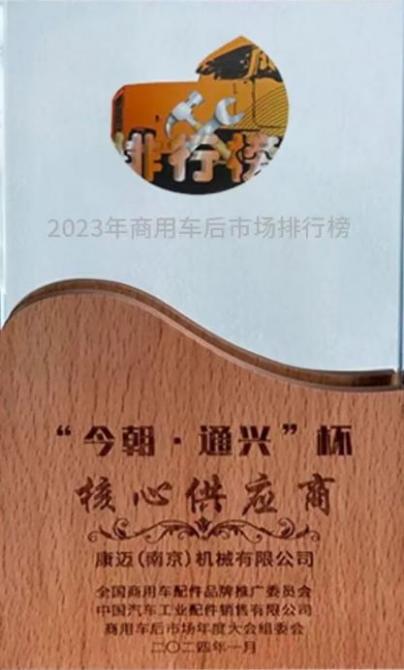 排行榜
2023年商用车后市场排行榜
“今朝·通兴”杯
核心供应商
康迈(南京)机械有限公司
全国商用车配件品牌推广委员会
中国汽车工业配件销售有限公司
商用车后市场年度大会组委会
二〇二四年一月